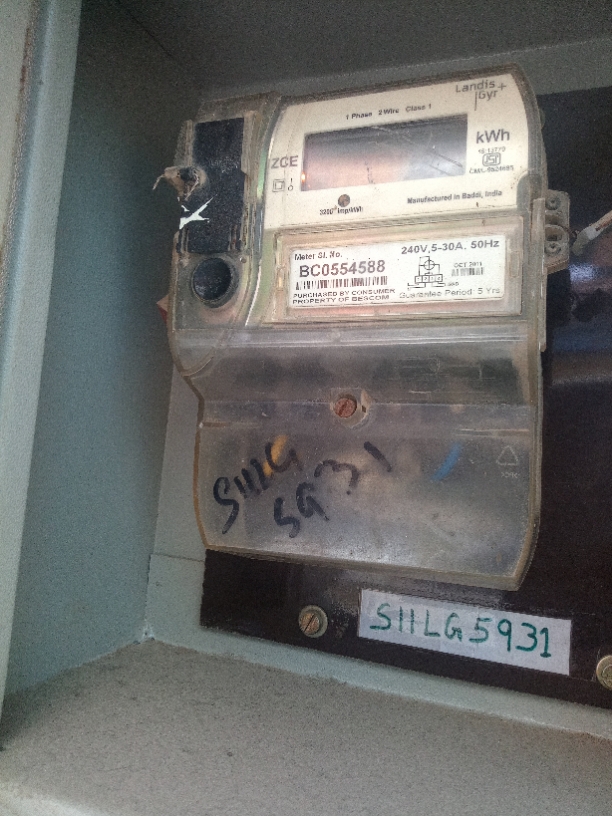 Landis
Gyr+
1 Phase 2 Wire Class 1
kWh
IS 13779
ZCE
3200 Imp/kWh
Manufactured in Baddi, India
Meter Sl. No.
240V,5-30A. 50Hz
BC0554588
PURCHASED BY CONSUMER
PROPERTY OF BESCOM
Guarantee Period: 5 Yrs.
S11LG
5931
S11LG5931